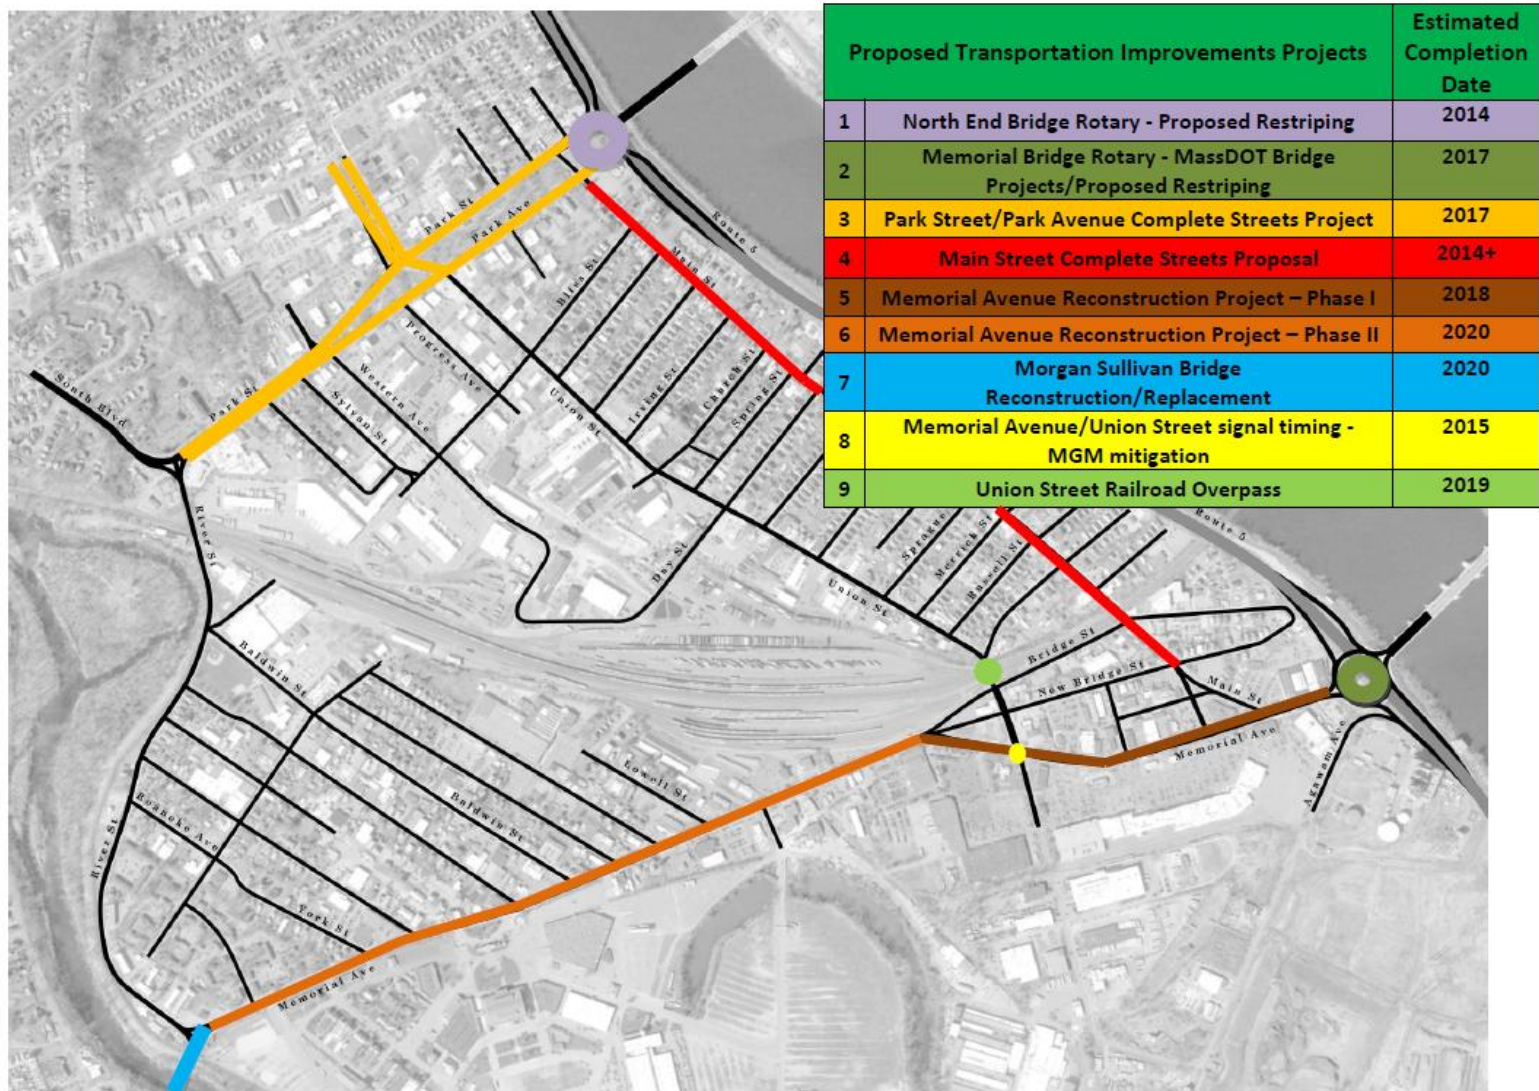 Proposed Transportation Improvements Projects
Estimated
Completion
Date
1 North End Bridge Rotary - Proposed Restriping 2014
2 Memorial Bridge Rotary - MassDOT Bridge
Projects/Proposed Restriping 2017
3 Park Street/Park Avenue Complete Streets Project 2017
4 Main Street Complete Streets Proposal 2014+
5 Memorial Avenue Reconstruction Project – Phase I 2018
6 Memorial Avenue Reconstruction Project – Phase II 2020
7 Morgan Sullivan Bridge
Reconstruction/Replacement 2020
8 Memorial Avenue/Union Street signal timing -
MGM mitigation 2015
9 Union Street Railroad Overpass 2019
Park St
Park Ave
Route 5
Main St
Bliss St
Progress Ave
Western Ave
Sylvan St
Park St
South Blvd
Union St
Irving St
Church St
Spring St
River St
Day St
Union St
Sprague
Merrick St
Russell St
Route 5
Bridge St
New Bridge St
Main St
Memorial Ave
Agawam Ave
Baldwin St
Lowell St
Baldwin St
Roanoke Ave
River St
York St
Memorial Ave